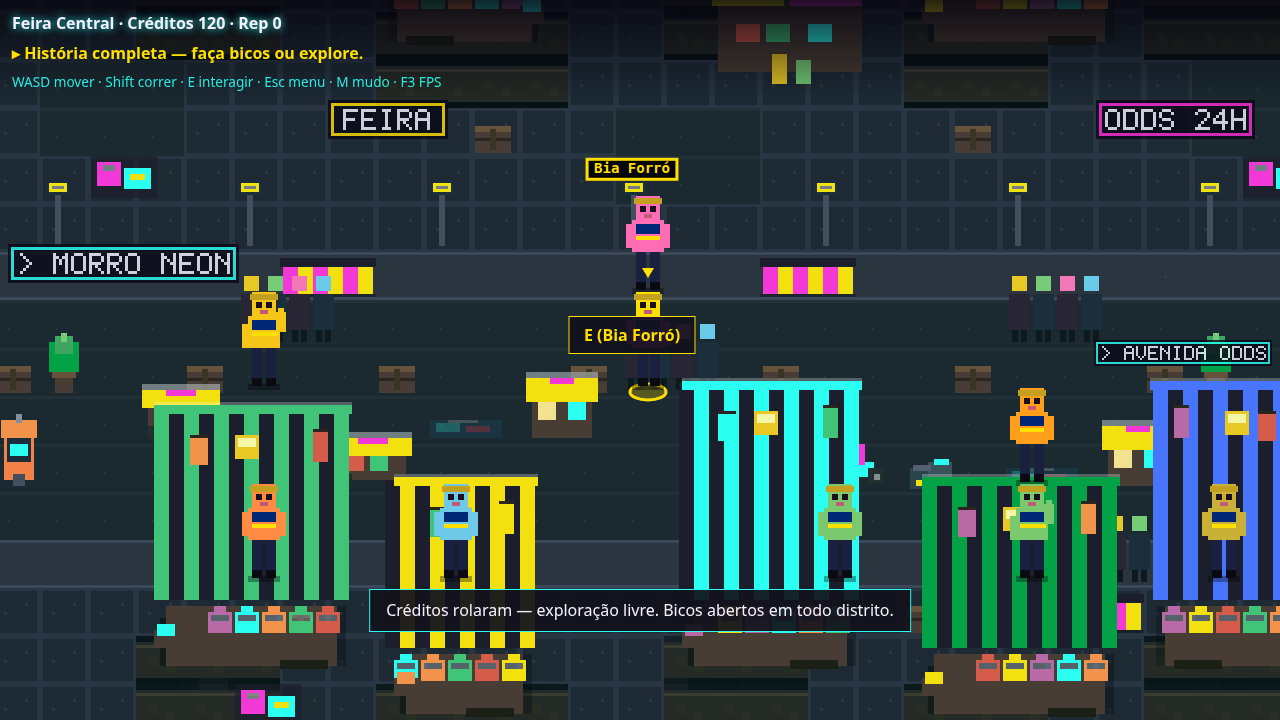 Feira Central · Créditos 120 · Rep 0
▸ História completa — faça bicos ou explore.
WASD mover · Shift correr · E interagir · Esc menu · M mudo · F3 FPS
FEIRA
ODDS 24H
Bia Forró
> MORRO NEON
E (Bia Forró)
> AVENIDA ODDS
Créditos rolaram — exploração livre. Bicos abertos em todo distrito.